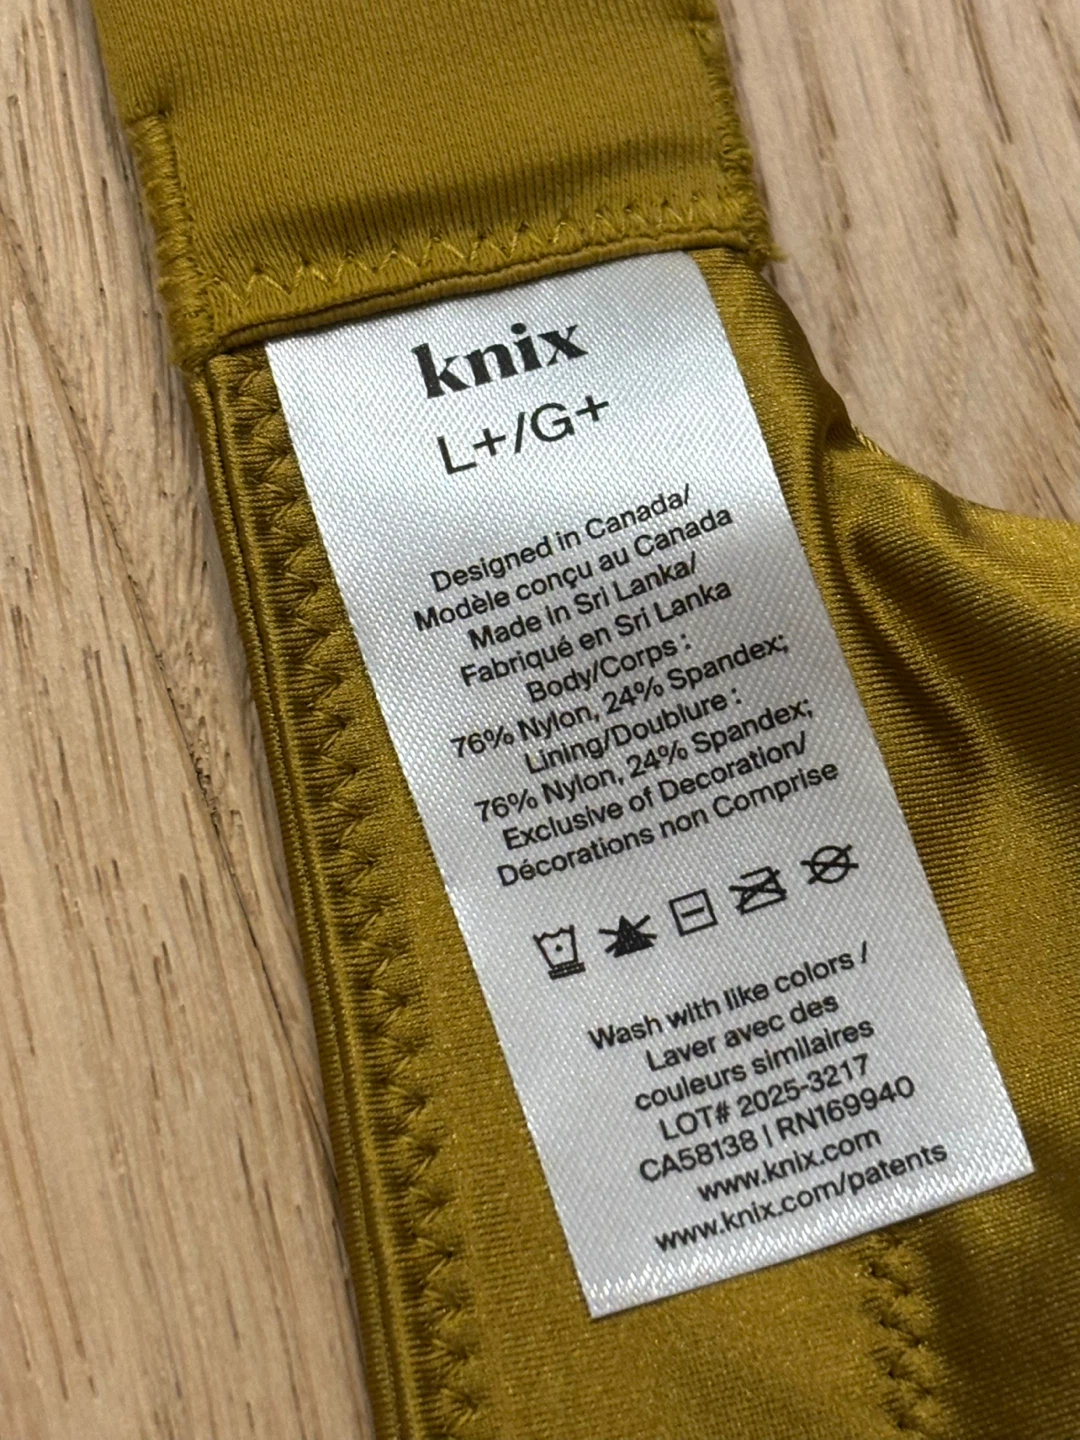 knix
L+/G+
Designed in Canada/
Modèle conçu au Canada
Made in Sri Lanka/
Fabriqué en Sri Lanka
Body/Corps :
76% Nylon, 24% Spandex;
Lining/Doublure :
76% Nylon, 24% Spandex;
Exclusive of Decoration/
Décorations non Comprise
Wash with like colors /
Laver avec des
couleurs similaires
LOT# 2025-3217
CA58138 | RN169940
www.knix.com
www.knix.com/patents